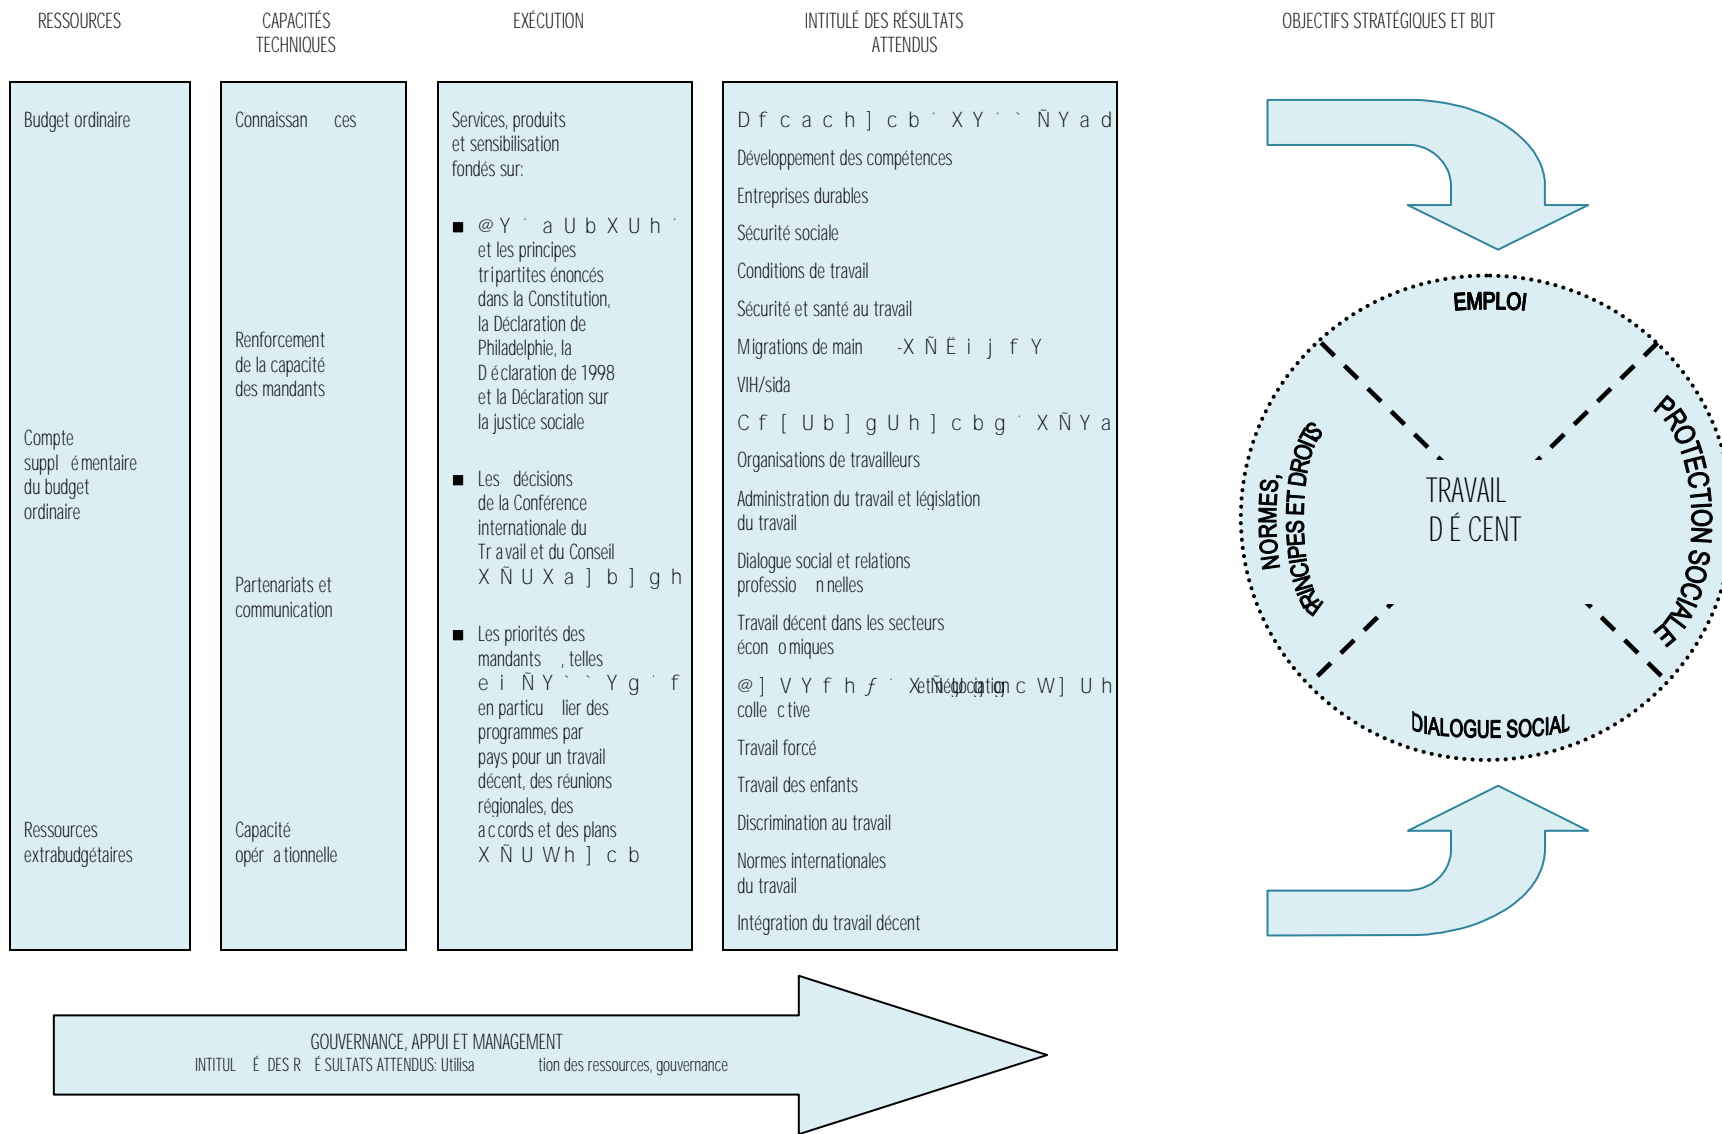 RESSOURCES
CAPACITÉS
TECHNIQUES
EXÉCUTION
INTITULÉ DES RÉSULTATS
ATTENDUS
OBJECTIFS STRATÉGIQUES ET BUT
Budget ordinaire
Compte
supplémentaire
du budget
ordinaire
Ressources
extrabudgétaires
Connaissances
Renforcement
de la capacité
des mandants
Partenariats et
communication
Capacité
opérationnelle
Services, produits
et sensibilisation
fondés sur:
et les principes
tripartites énoncés
dans la Constitution,
la Déclaration de
Philadelphie, la
Déclaration de 1998
et la Déclaration sur
la justice sociale
■ Les décisions
de la Conférence
internationale du
Travail et du Conseil
■ Les priorités des
mandants, telles
en particulier des
programmes par
pays pour un travail
décent, des réunions
régionales, des
accords et des plans
Développement des compétences
Entreprises durables
Sécurité sociale
Conditions de travail
Sécurité et santé au travail
Migrations de main
VIH/sida
Organisations de travailleurs
Administration du travail et législation
du travail
Dialogue social et relations
professionnelles
Travail décent dans les secteurs
économiques
et négociation
collective
Travail forcé
Travail des enfants
Discrimination au travail
Normes internationales
du travail
Intégration du travail décent
EMPLOI
PROTECTION SOCIALE
NORMES,
PRINCIPES ET DROITS
TRAVAIL
DÉCENT
DIALOGUE SOCIAL
GOUVERNANCE, APPUI ET MANAGEMENT
INTITULÉ DES RÉSULTATS ATTENDUS: Utilisation des ressources, gouvernance